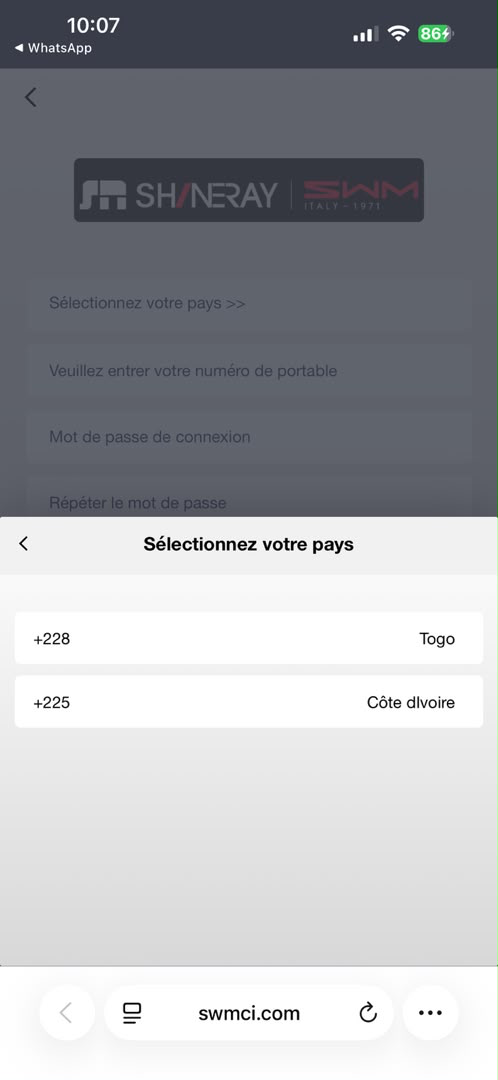 10:07
86
◀ WhatsApp
SHINERAY
SWM
ITALY-1971
Sélectionnez votre pays >>
Veuillez entrer votre numéro de portable
Mot de passe de connexion
Répéter le mot de passe
Sélectionnez votre pays
+228 Togo
+225 Côte dIvoire
swmci.com